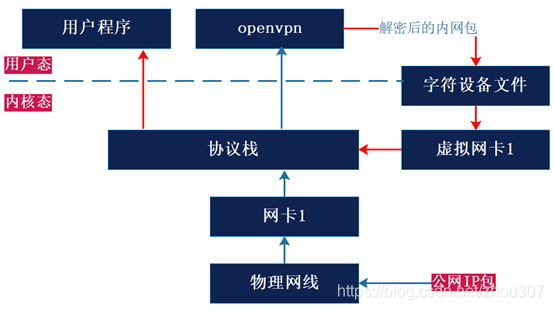 用户程序
openvpn
解密后的内网包
用户态
字符设备文件
内核态
协议栈
虚拟网卡1
网卡1
物理网线
公网IP包
https://blog.csdn.net/zhou307